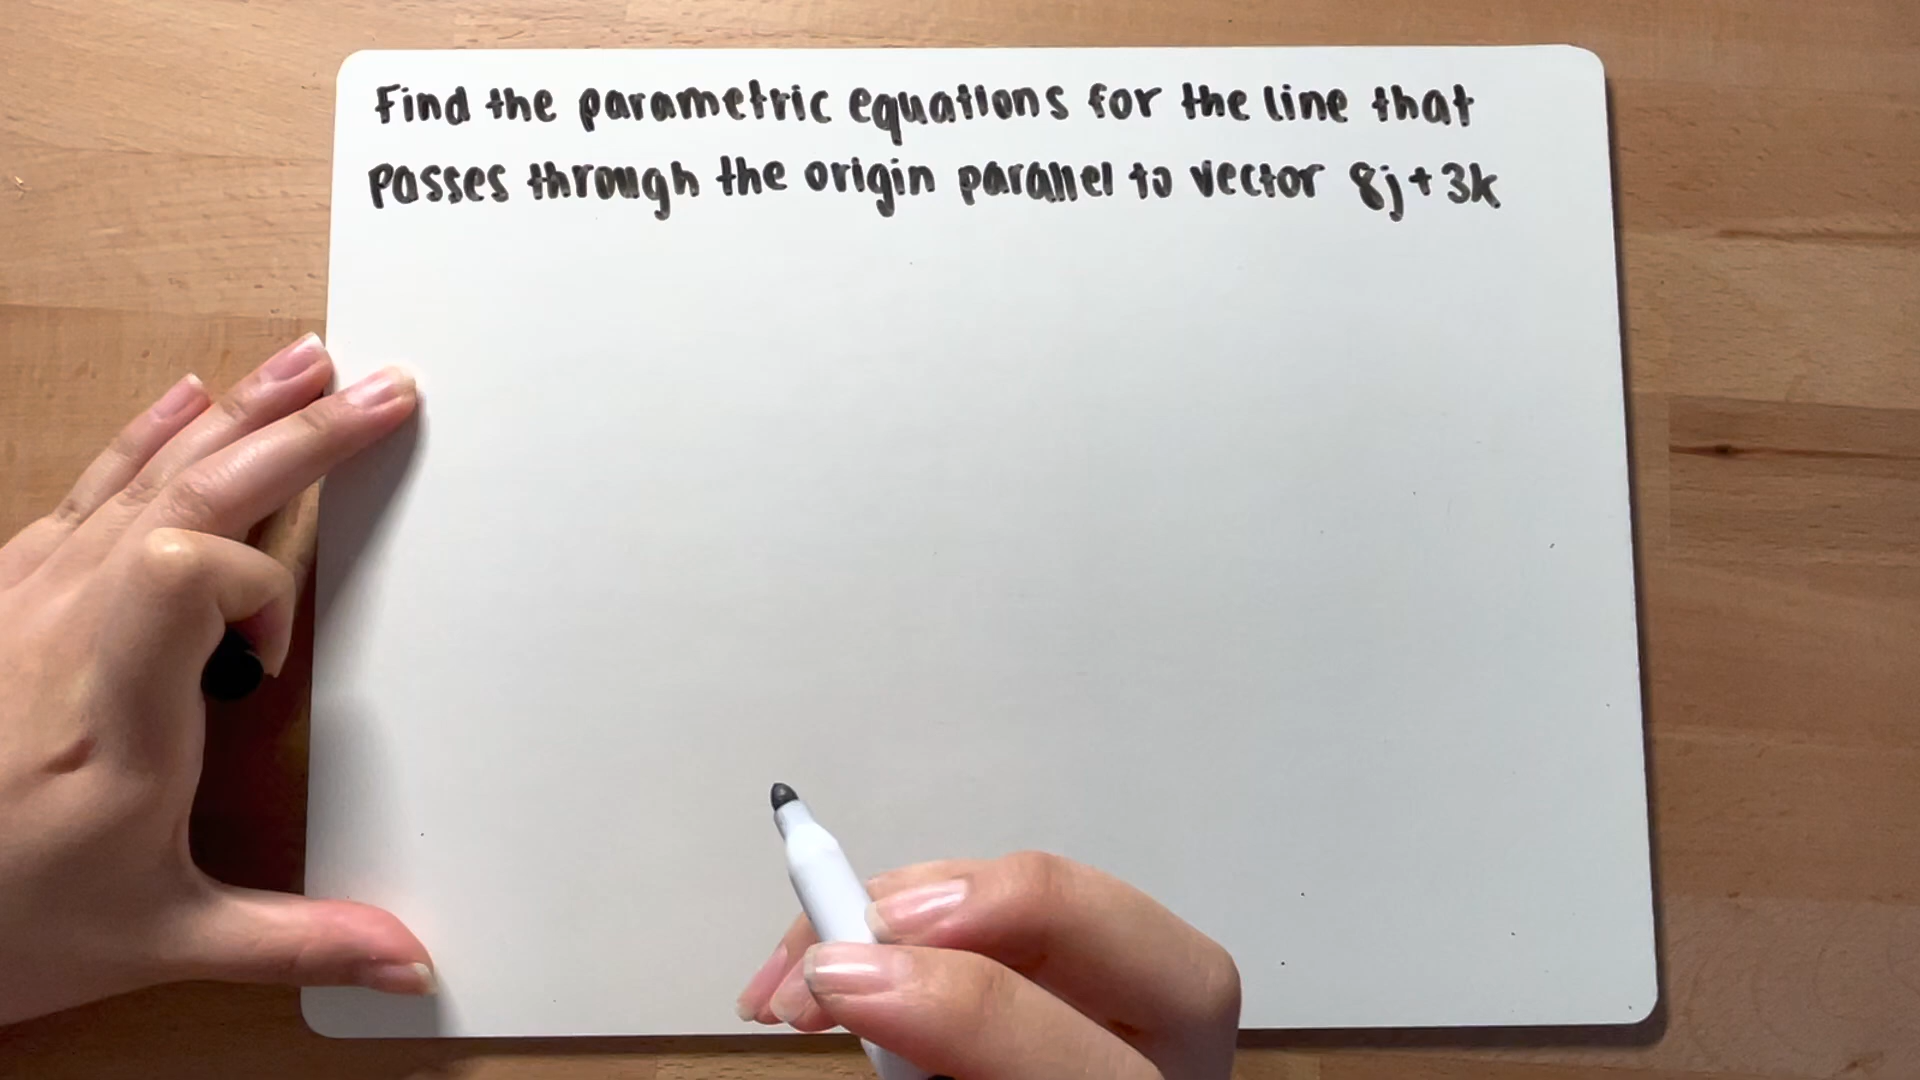 Find the parametric equations for the line that
passes through the origin parallel to vector 8j+3k